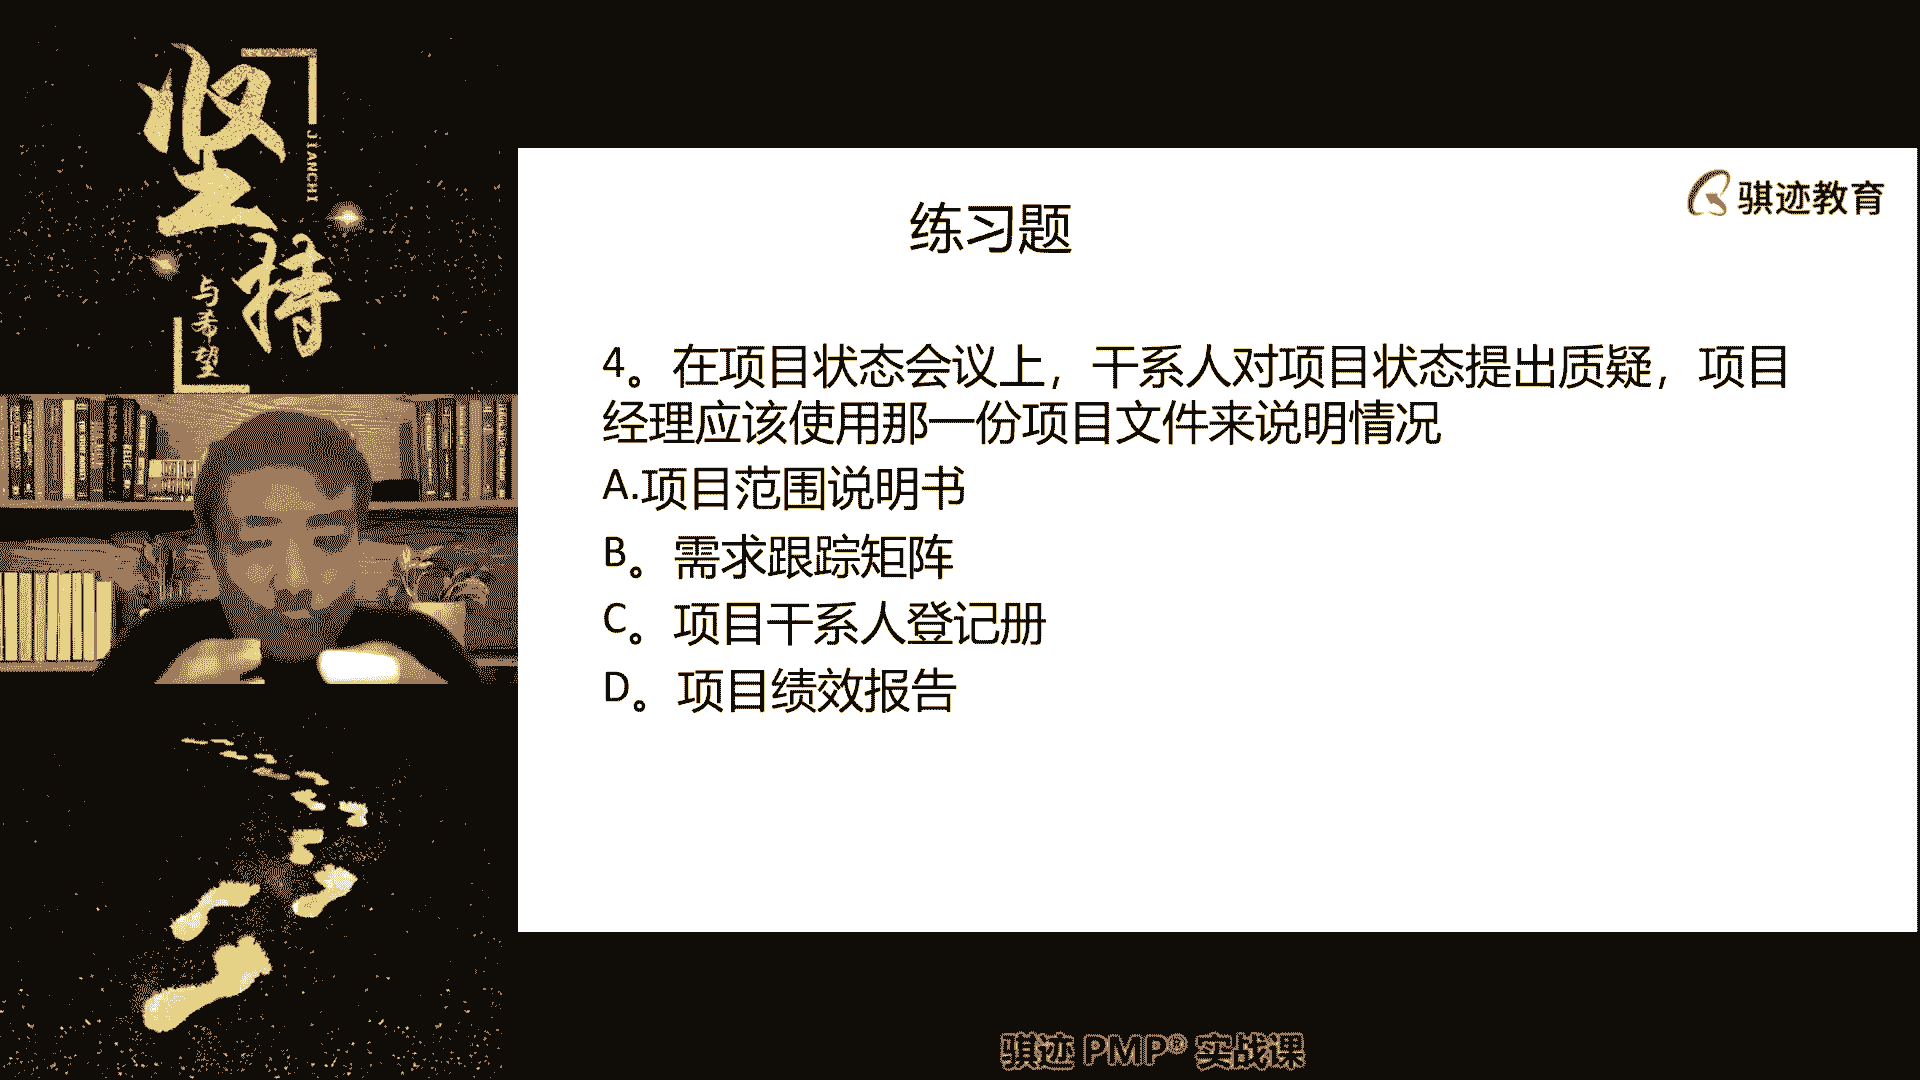 坚持
JIANCHI
与希望
骐迹教育
练习题
4。在项目状态会议上，干系人对项目状态提出质疑，项目
经理应该使用那一份项目文件来说明情况
A.项目范围说明书
B。需求跟踪矩阵
C。项目干系人登记册
D。项目绩效报告
骐迹 PMP® 实战课